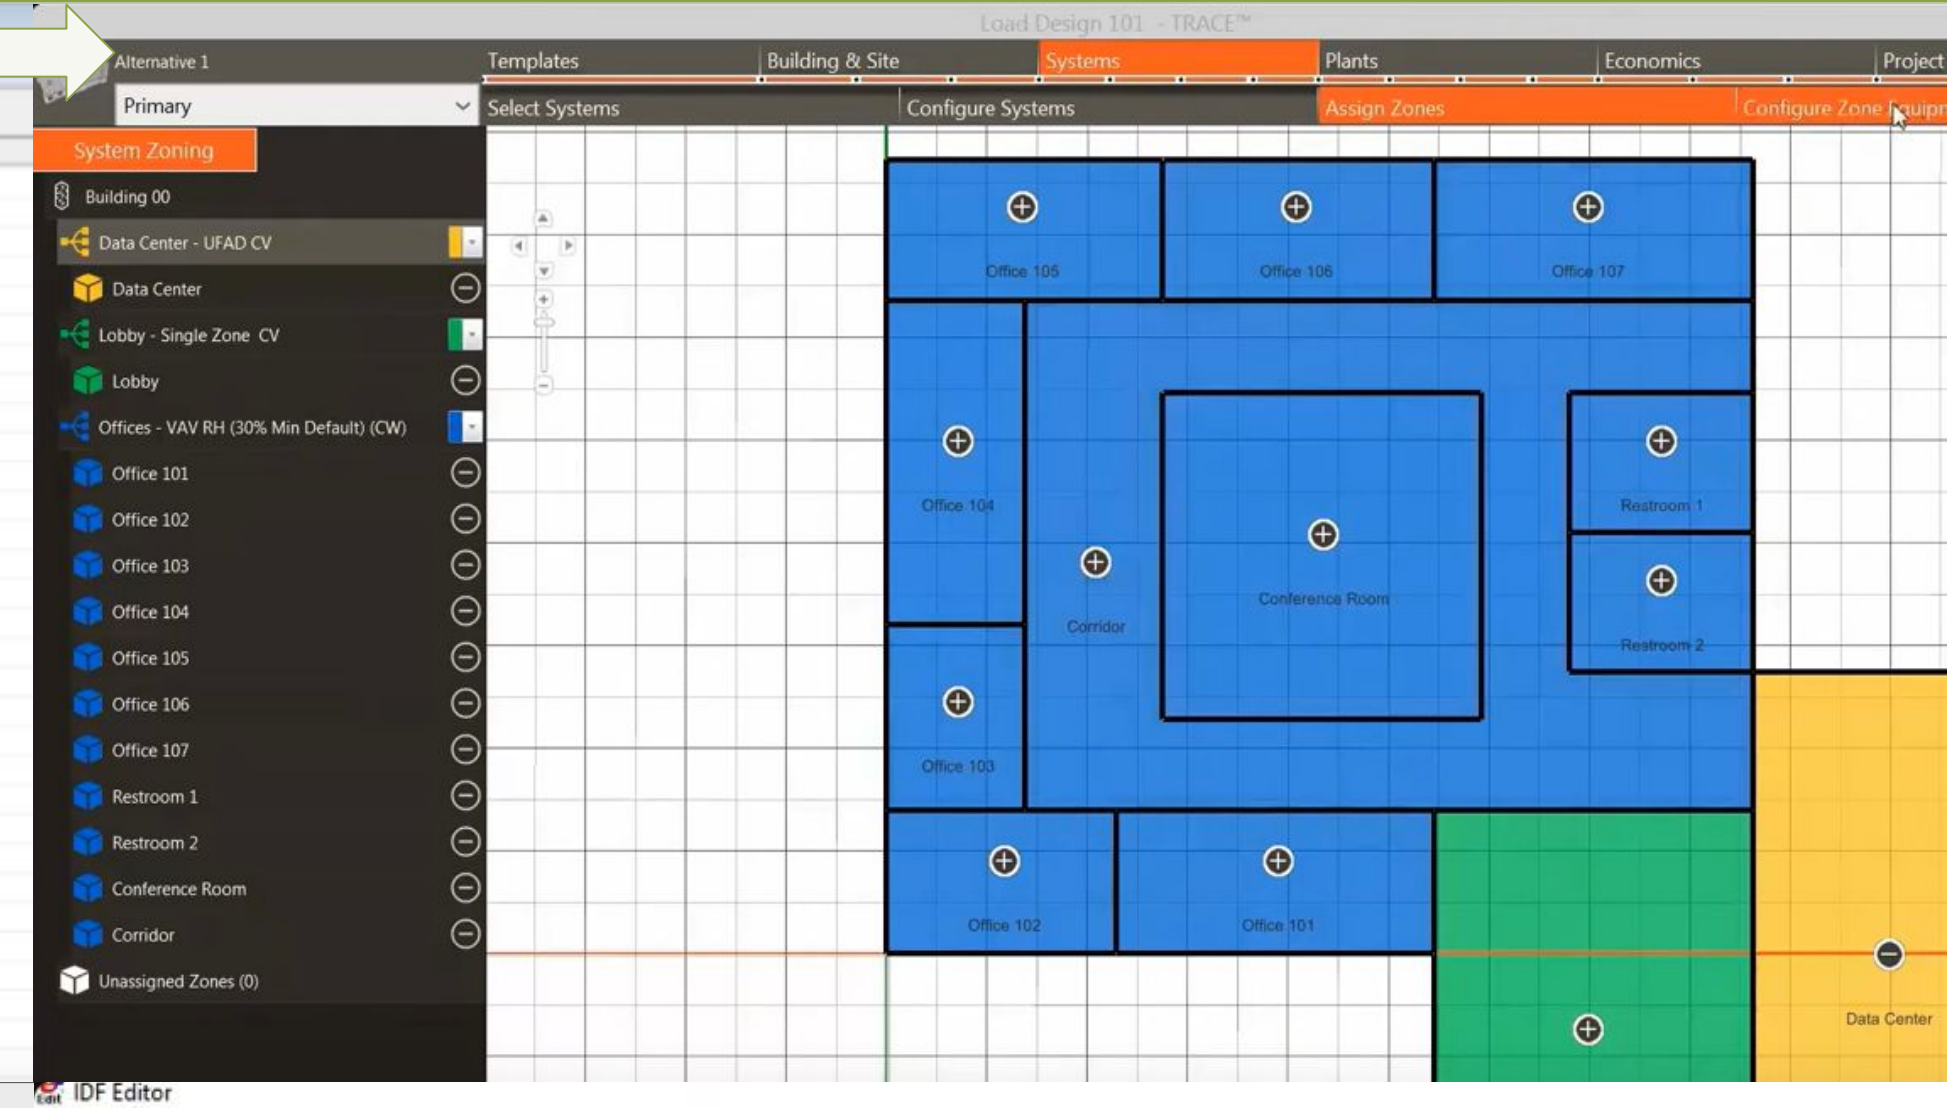 Load Design 101 - TRACE™
Alternative 1
Templates
Building & Site
Systems
Plants
Economics
Project
Primary
Select Systems
Configure Systems
Assign Zones
Configure Zone Equipm
System Zoning
Building 00
Data Center - UFAD CV
Data Center
Lobby - Single Zone CV
Lobby
Offices - VAV RH (30% Min Default) (CW)
Office 101
Office 102
Office 103
Office 104
Office 105
Office 106
Office 107
Restroom 1
Restroom 2
Conference Room
Corridor
Unassigned Zones (0)
Office 105
Office 106
Office 107
Office 104
Restroom 1
Conference Room
Corridor
Restroom 2
Office 103
Office 102
Office 101
Data Center
Edit
IDF Editor